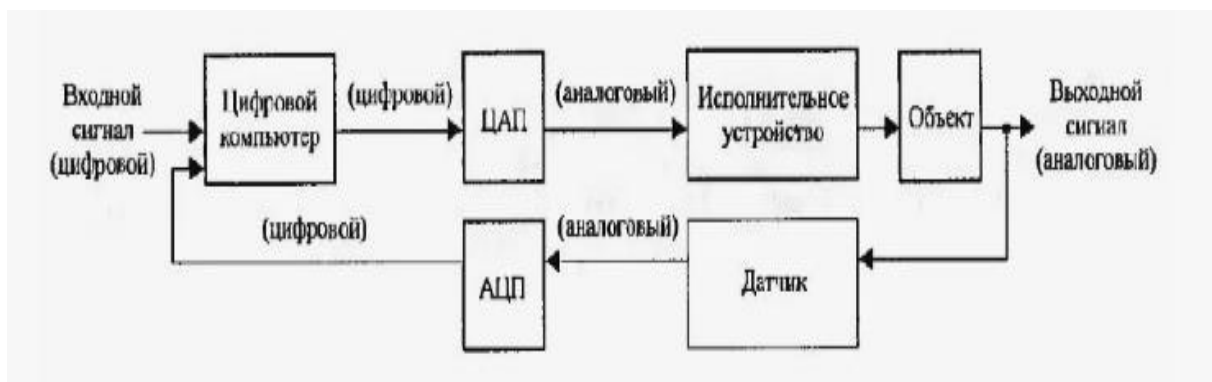 Входной
сигнал
(цифровой)
Цифровой
компьютер
(цифровой)
ЦАП
(аналоговый)
Исполнительное
устройство
Объект
Выходной
сигнал
(аналоговый)
(цифровой)
АЦП
(аналоговый)
Датчик